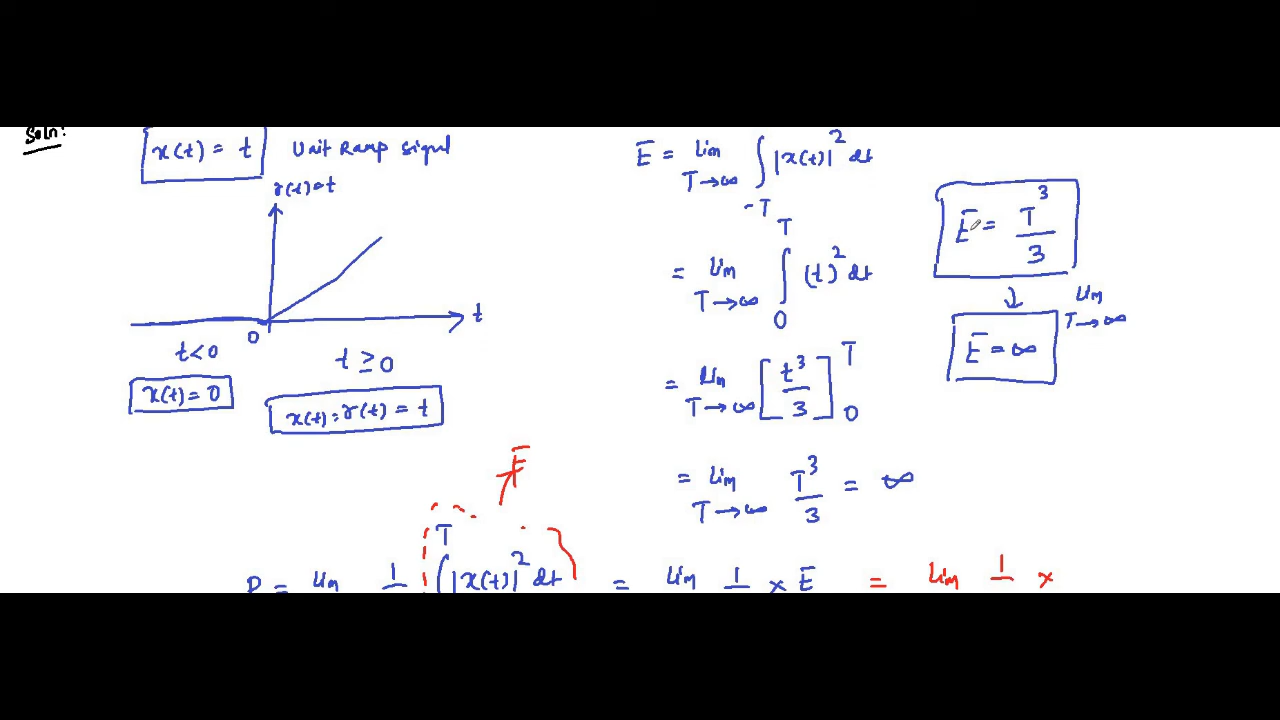 Soln:
x(t) = t Unit Ramp signal
r(t)=t
t
0
t<0
t ≥ 0
x(t) = 0
x(t) = r(t) = t
E = Lim T→∞ ∫ -T |x(t)|² dt
= Lim T→∞ ∫ 0 T (t)² dt
= Lim T→∞ [t³/3] 0 T
= Lim T→∞ T³/3 = ∞
E = T³/3
↓ Lim T→∞
E = ∞
E
P = Lim 1 ∫ T |x(t)|² dt = Lim 1 × E = Lim 1 ×